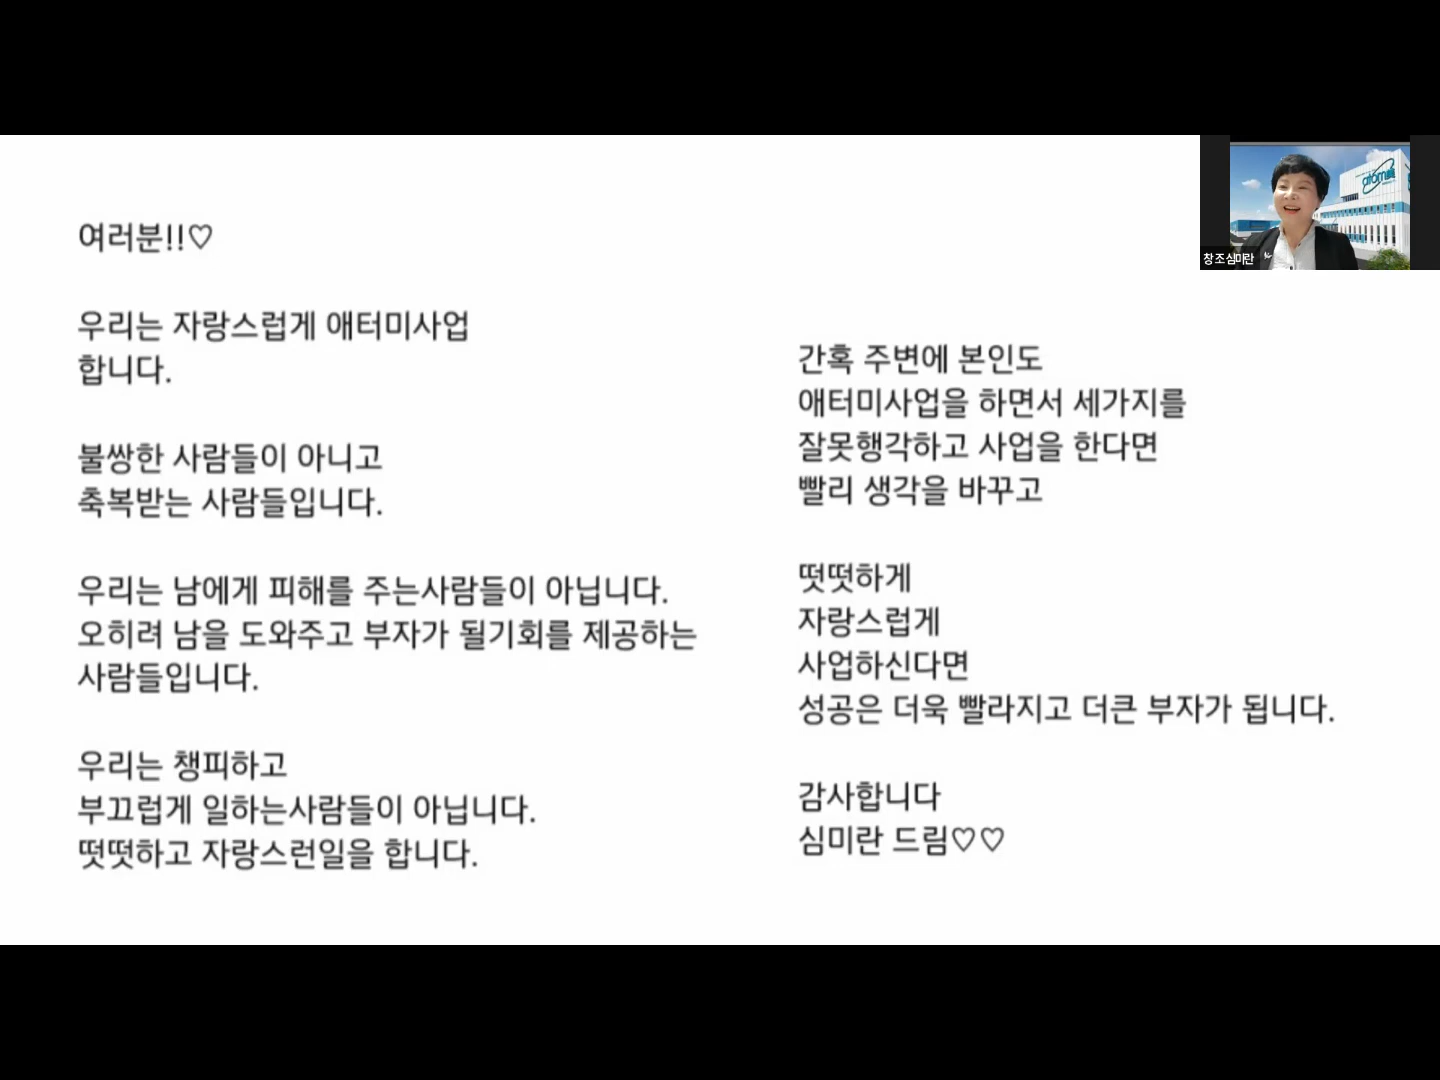 여러분!!♡
우리는 자랑스럽게 애터미사업
합니다.
불쌍한 사람들이 아니고
축복받는 사람들입니다.
우리는 남에게 피해를 주는사람들이 아닙니다.
오히려 남을 도와주고 부자가 될기회를 제공하는
사람들입니다.
우리는 챙피하고
부끄럽게 일하는사람들이 아닙니다.
떳떳하고 자랑스런일을 합니다.
간혹 주변에 본인도
애터미사업을 하면서 세가지를
잘못행각하고 사업을 한다면
빨리 생각을 바꾸고
떳떳하게
자랑스럽게
사업하신다면
성공은 더욱 빨라지고 더큰 부자가 됩니다.
감사합니다
심미란 드림♡♡
atom美
창조심미란